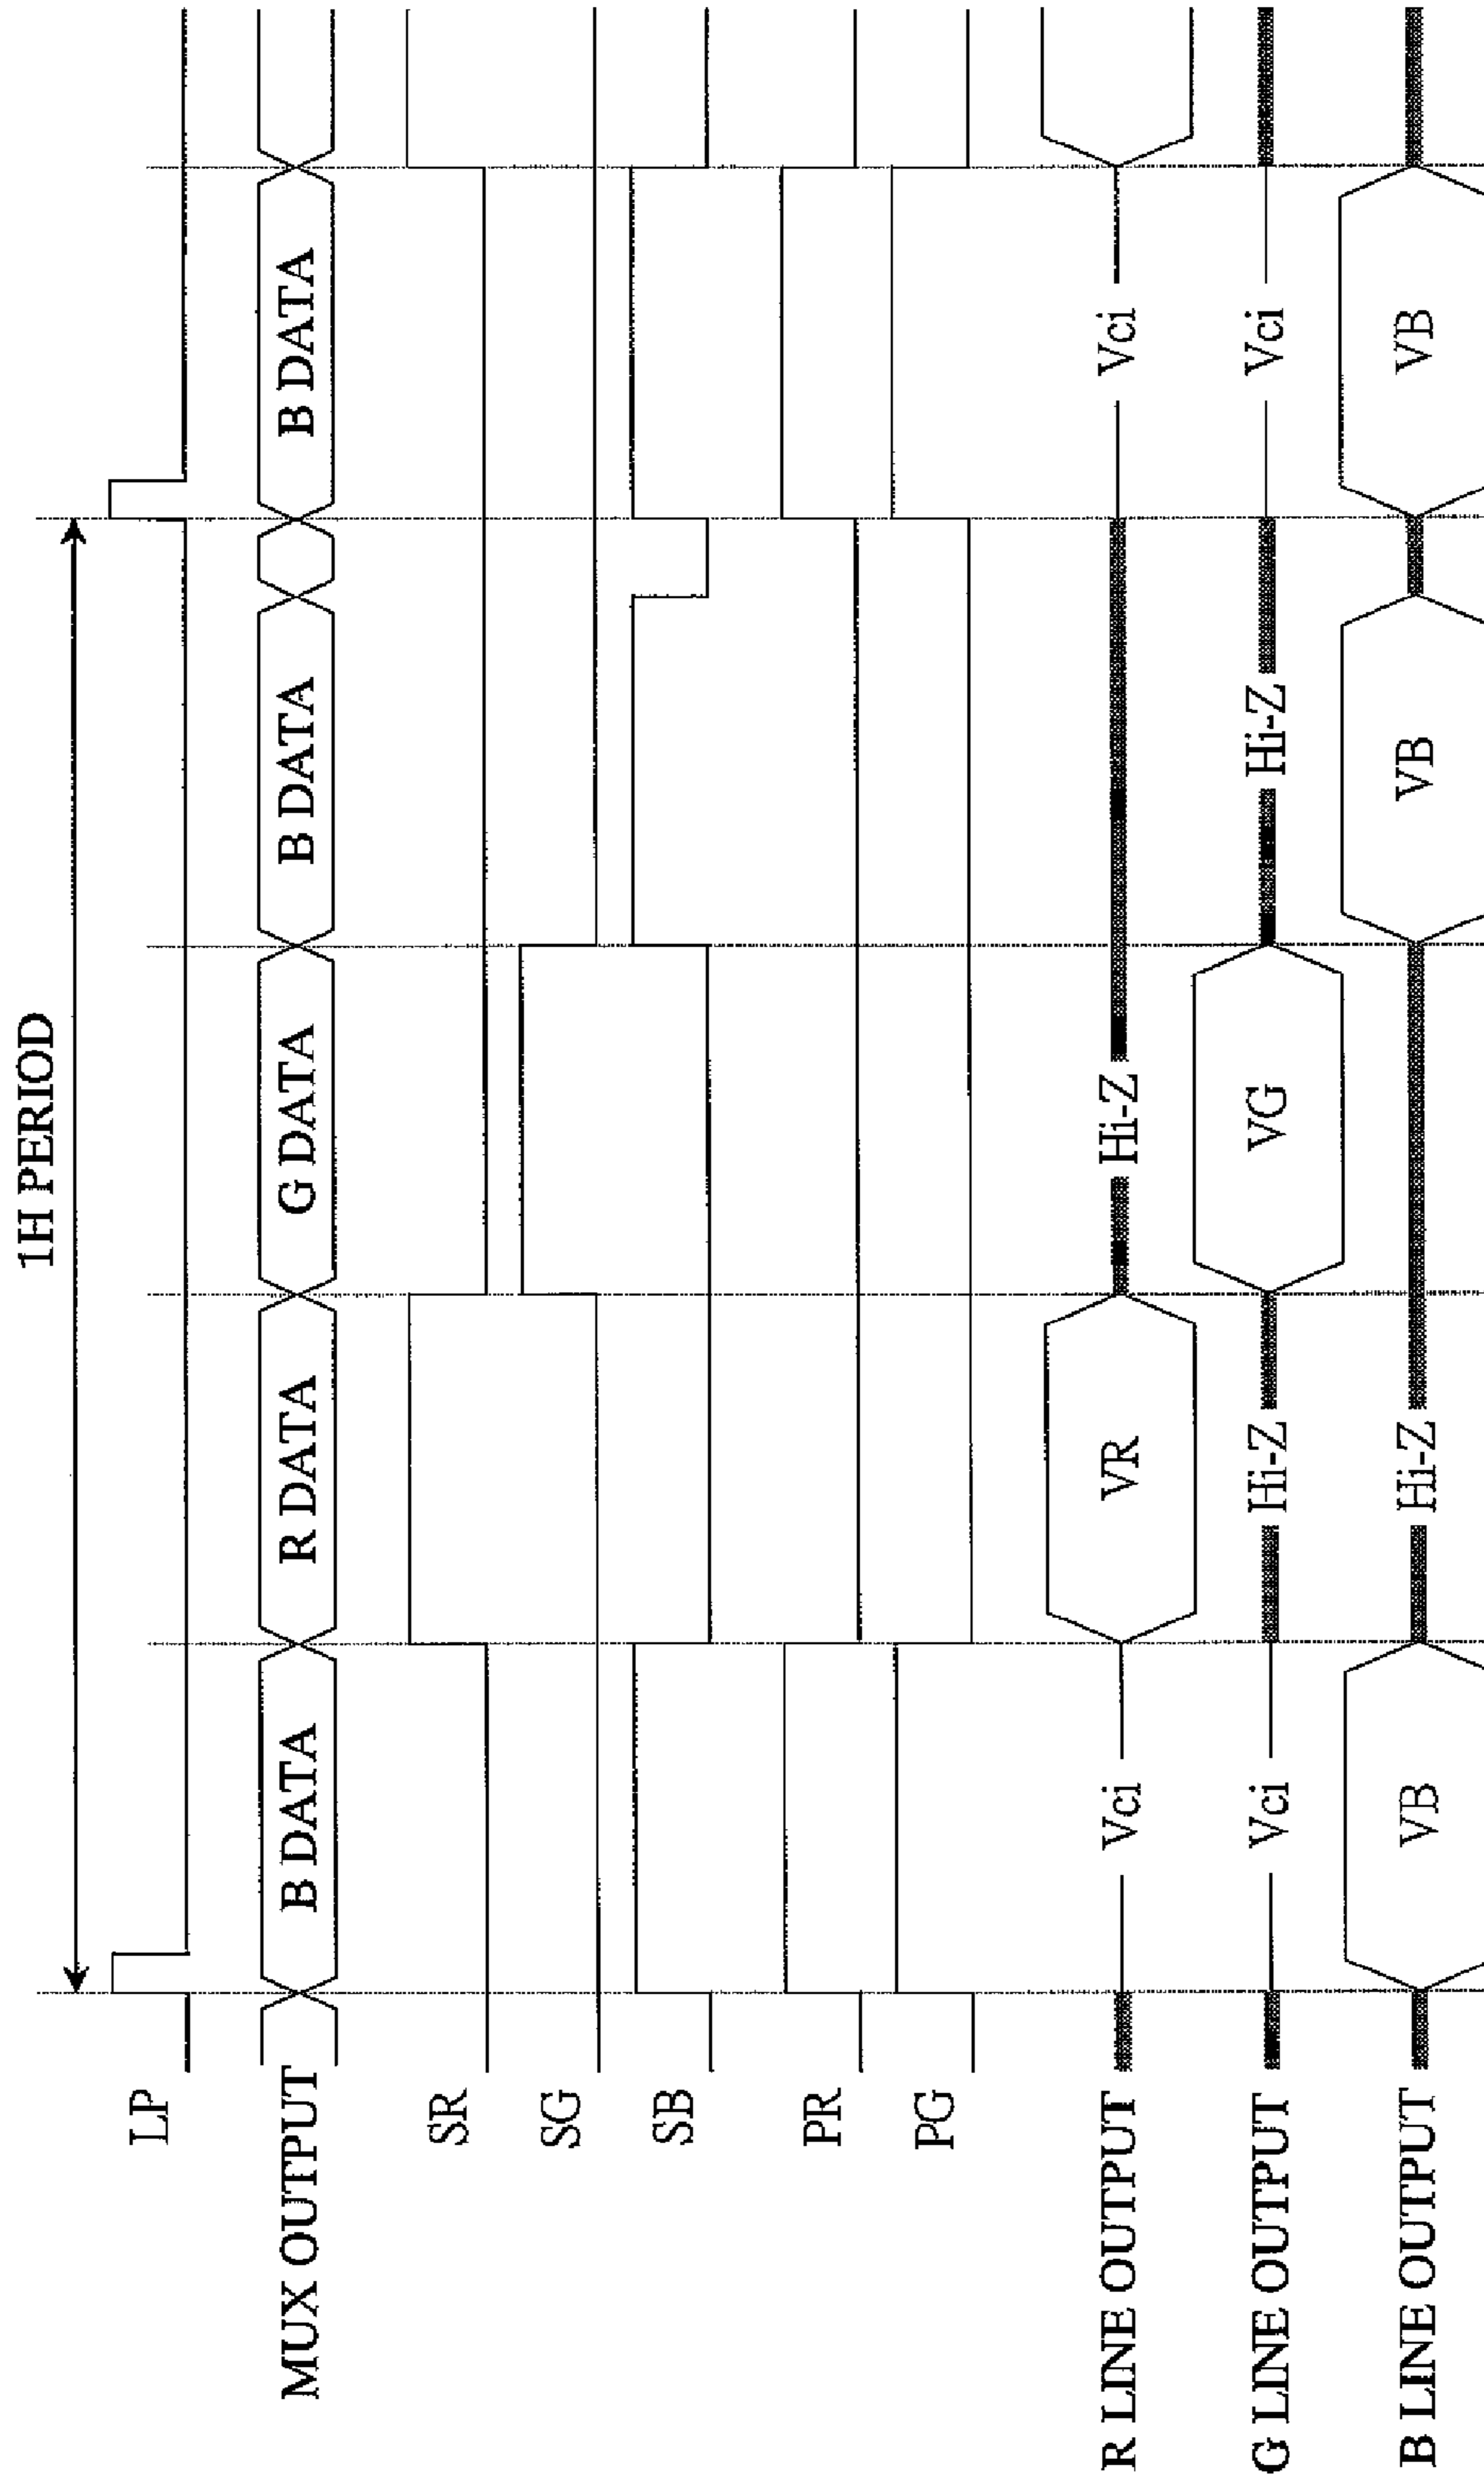 1H PERIOD
LP
MUX OUTPUT B DATA R DATA G DATA B DATA B DATA
SR
SG
SB
PR
PG
R LINE OUTPUT Vci VR Hi-Z Vci
G LINE OUTPUT Vci Hi-Z VG Hi-Z Vci
B LINE OUTPUT VB Hi-Z VB VB